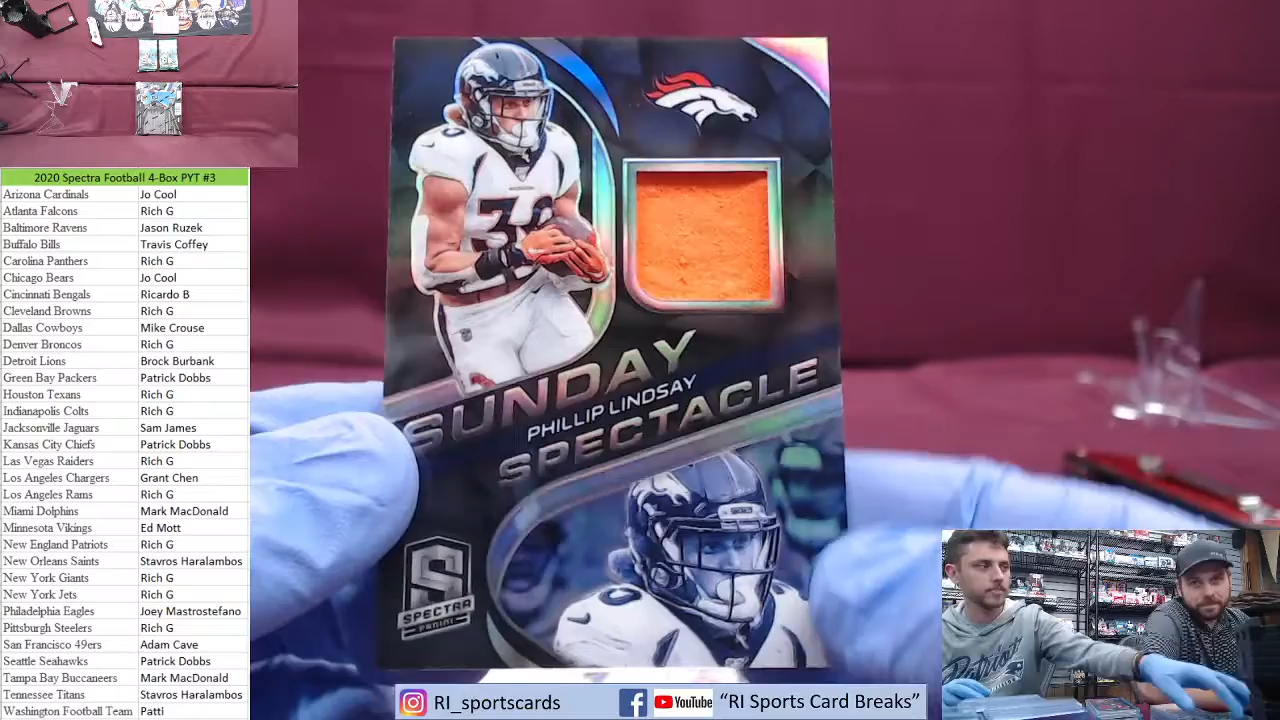 2020 Spectra Football 4-Box PYT #3
Arizona Cardinals Jo Cool
Atlanta Falcons Rich G
Baltimore Ravens Jason Ruzek
Buffalo Bills Travis Coffey
Carolina Panthers Rich G
Chicago Bears Jo Cool
Cincinnati Bengals Ricardo B
Cleveland Browns Rich G
Dallas Cowboys Mike Crouse
Denver Broncos Rich G
Detroit Lions Brock Burbank
Green Bay Packers Patrick Dobbs
Houston Texans Rich G
Indianapolis Colts Rich G
Jacksonville Jaguars Sam James
Kansas City Chiefs Patrick Dobbs
Las Vegas Raiders Rich G
Los Angeles Chargers Grant Chen
Los Angeles Rams Rich G
Miami Dolphins Mark MacDonald
Minnesota Vikings Ed Mott
New England Patriots Rich G
New Orleans Saints Stavros Haralambos
New York Giants Rich G
New York Jets Rich G
Philadelphia Eagles Joey Mastrostefano
Pittsburgh Steelers Rich G
San Francisco 49ers Adam Cave
Seattle Seahawks Patrick Dobbs
Tampa Bay Buccaneers Mark MacDonald
Tennessee Titans Stavros Haralambos
Washington Football Team Patti
30
SUNDAY
PHILLIP LINDSAY
SPECTACLE
S
SPECTRA
PANINI
Patriots
RI_sportscards
YouTube
"RI Sports Card Breaks"